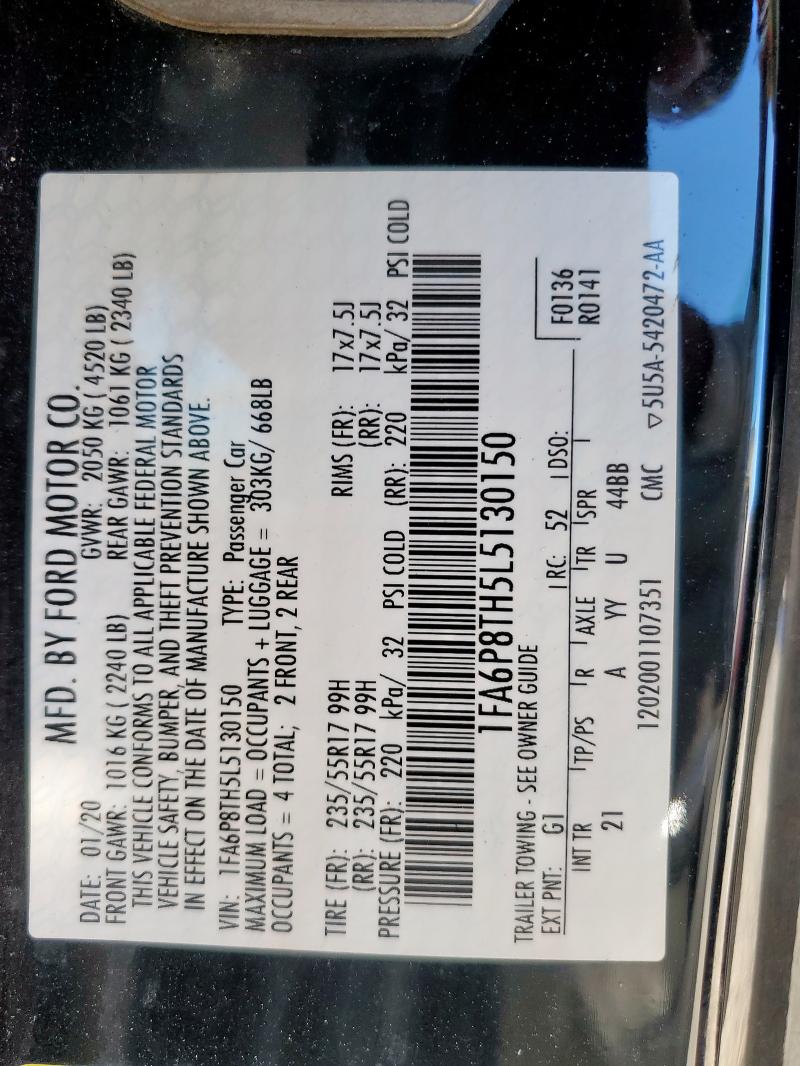 MFD. BY FORD MOTOR CO.
DATE: 01/20 GVWR: 2050 KG ( 4520 LB)
FRONT GAWR: 1016 KG ( 2240 LB) REAR GAWR: 1061 KG ( 2340 LB)
THIS VEHICLE CONFORMS TO ALL APPLICABLE FEDERAL MOTOR
VEHICLE SAFETY, BUMPER, AND THEFT PREVENTION STANDARDS
IN EFFECT ON THE DATE OF MANUFACTURE SHOWN ABOVE.
VIN: 1FA6P8TH5L5130150 TYPE: Passenger Car
MAXIMUM LOAD = OCCUPANTS + LUGGAGE = 303KG/ 668LB
OCCUPANTS = 4 TOTAL; 2 FRONT, 2 REAR
TIRE (FR): 235/55R17 99H RIMS (FR): 17x7.5J
(RR): 235/55R17 99H (RR): 17x7.5J
PRESSURE (FR): 220 kPa/ 32 PSI COLD (RR): 220 kPa/ 32 PSI COLD
1FA6P8TH5L5130150
TRAILER TOWING - SEE OWNER GUIDE
EXT PNT: G1 RC: 52 DSO: F0136
R0141
INT TR TP/PS R AXLE TR SPR
21 A YY U 44BB
1202001107351 CMC ▽5U5A-5420472-AA